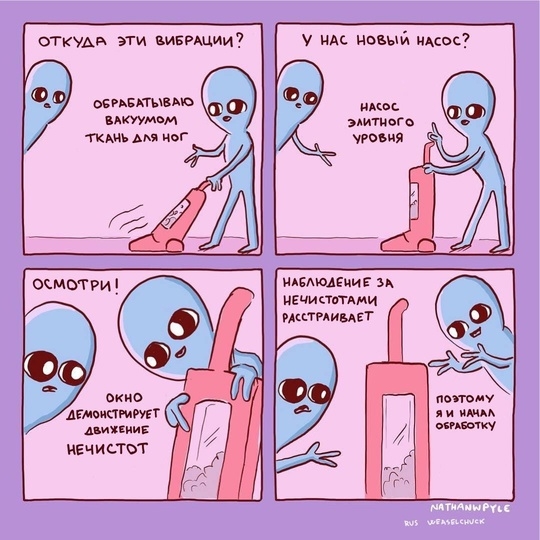 ОТКУДА ЭТИ ВИБРАЦИИ?
ОБРАБАТЫВАЮ
ВАКУУМОМ
ТКАНЬ ДЛЯ НОГ
У НАС НОВЫЙ НАСОС?
НАСОС
ЭЛИТНОГО
УРОВНЯ
ОСМОТРИ!
ОКНО
ДЕМОНСТРИРУЕТ
ДВИЖЕНИЕ
НЕЧИСТОТ
НАБЛЮДЕНИЕ ЗА
НЕЧИСТОТАМИ
РАССТРАИВАЕТ
ПОЭТОМУ
Я И НАЧАЛ
ОБРАБОТКУ
NATHANWPYLE
RUS WEASELCHUCK